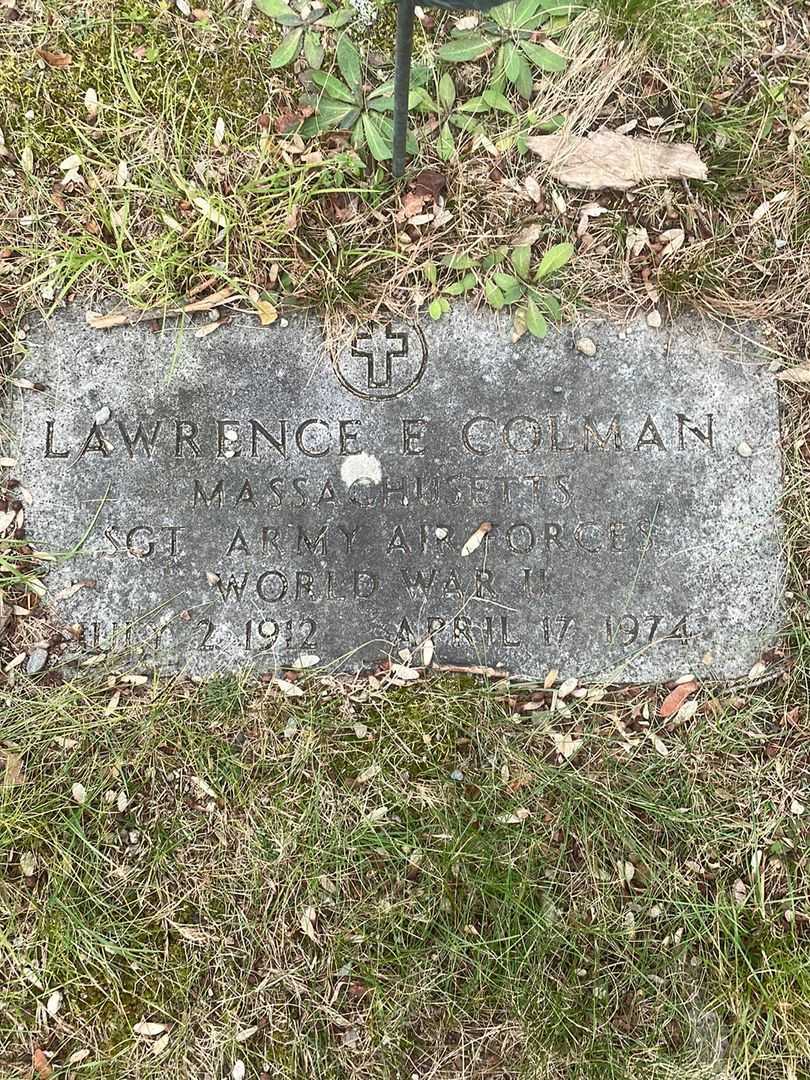 LAWRENCE E COLMAN
MASSACHUSETTS
SGT ARMY AIR FORCES
WORLD WAR II
JULY 2 1912 APRIL 17 1974